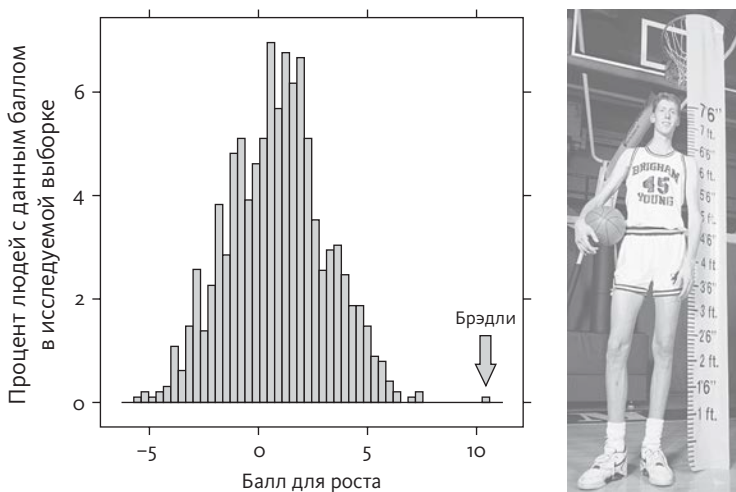 Процент людей с данным баллом
в исследуемой выборке
6
4
2
0
Брэдли
−5
0
5
10
Балл для роста
BRIGHAM
45
YOUNG
7'6"
7 ft.
6'6"
6 ft.
5'6"
5 ft.
4'6"
4 ft.
3'6"
3 ft.
2'6"
2 ft.
1'6"
1 ft.